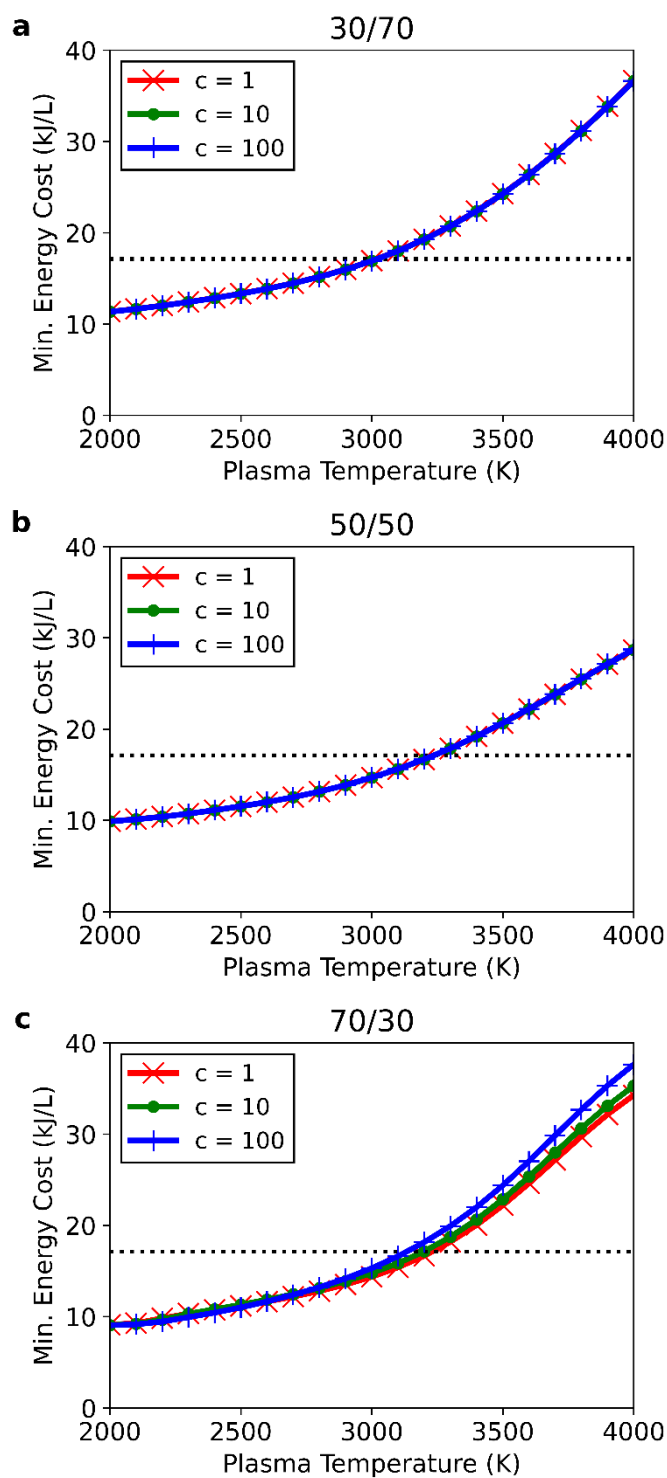 a
30/70
Min. Energy Cost (kJ/L)
40
30
20
10
0
c = 1
c = 10
c = 100
2000 2500 3000 3500 4000
Plasma Temperature (K)
b
50/50
Min. Energy Cost (kJ/L)
40
30
20
10
0
c = 1
c = 10
c = 100
2000 2500 3000 3500 4000
Plasma Temperature (K)
c
70/30
Min. Energy Cost (kJ/L)
40
30
20
10
0
c = 1
c = 10
c = 100
2000 2500 3000 3500 4000
Plasma Temperature (K)